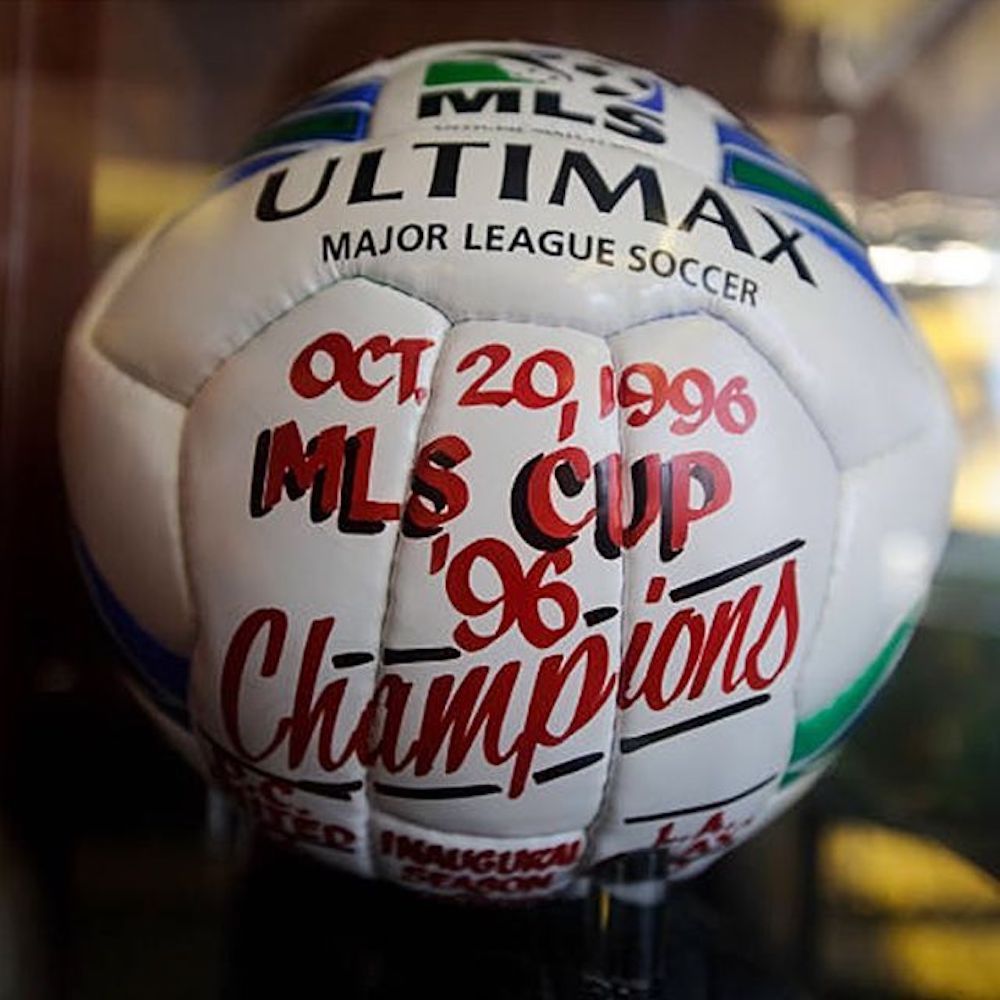 MLS
ULTIMAX
MAJOR LEAGUE SOCCER
OCT. 20, 1996
MLS CUP
'96
Champions
D.C. INAUGURAL L.A.
SEASON